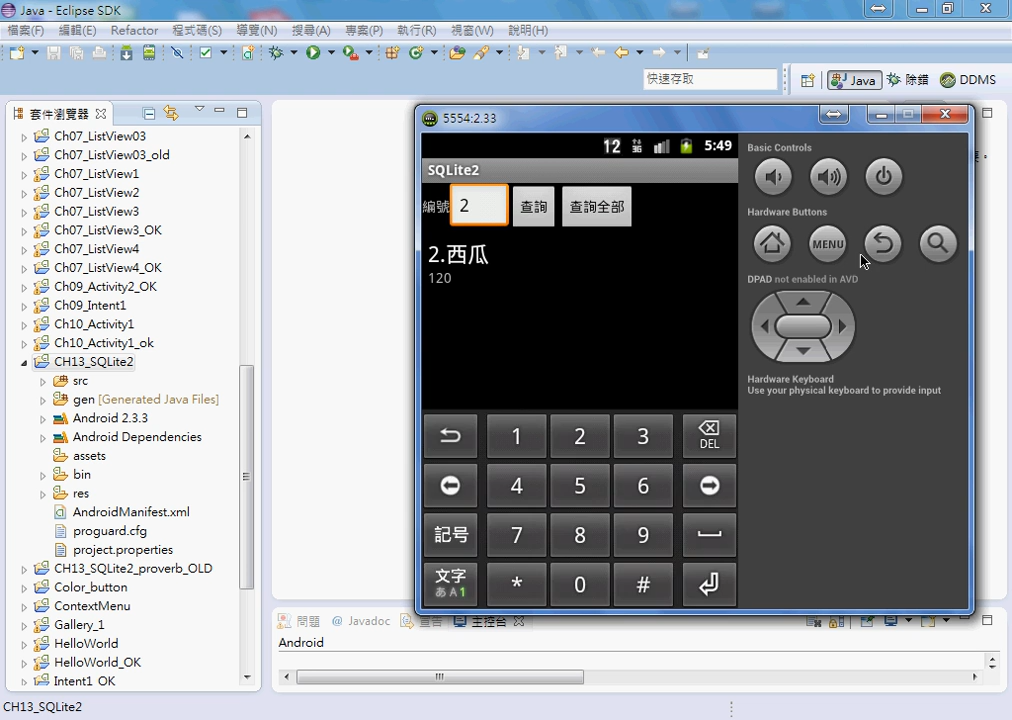 Java - Eclipse SDK
檔案(F) 編輯(E) Refactor 程式碼(S) 導覽(N) 搜尋(A) 專案(P) 執行(R) 視窗(W) 說明(H)
快速存取
Java
除錯
DDMS
套件瀏覽器
Ch07_ListView03
Ch07_ListView03_old
Ch07_ListView1
Ch07_ListView2
Ch07_ListView3
Ch07_ListView3_OK
Ch07_ListView4
Ch07_ListView4_OK
Ch09_Activity2_OK
Ch09_Intent1
Ch10_Activity1
Ch10_Activity1_ok
CH13_SQLite2
src
gen [Generated Java Files]
Android 2.3.3
Android Dependencies
assets
bin
res
AndroidManifest.xml
proguard.cfg
project.properties
CH13_SQLite2_proverb_OLD
Color_button
ContextMenu
Gallery_1
HelloWorld
HelloWorld_OK
Intent1_OK
5554:2.33
12 3G 5:49
SQLite2
編號 2 查詢 查詢全部
2.西瓜
120
1 2 3 DEL
4 5 6
記号 7 8 9
文字 あA1 * 0 #
Basic Controls
Hardware Buttons
MENU
DPAD not enabled in AVD
Hardware Keyboard
Use your physical keyboard to provide input
問題 @ Javadoc 宣告 主控台
Android
CH13_SQLite2